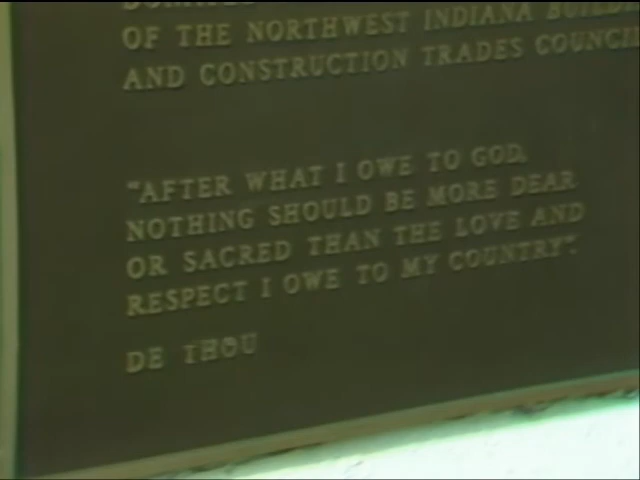 OF THE NORTHWEST INDIANA
AND CONSTRUCTION TRADES
"AFTER WHAT I OWE TO GOD,
NOTHING SHOULD BE MORE DEAR
OR SACRED THAN THE LOVE AND
RESPECT I OWE TO MY COUNTRY".
DE THOU